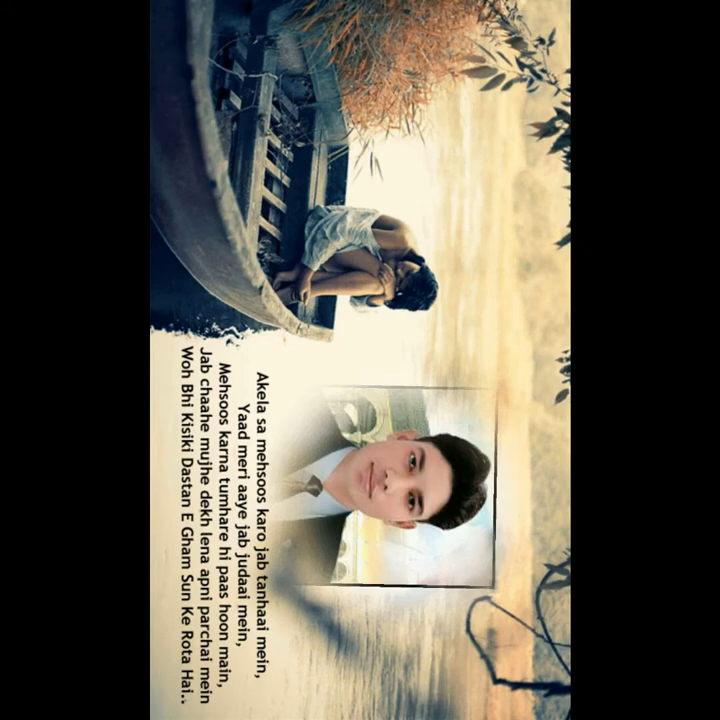 Akela sa mehsoos karo jab tanhaai mein,
Yaad meri aaye jab judaai mein,
Mehsoos karna tumhare hi paas hoon main,
Jab chaahe mujhe dekh lena apni parchai mein
Woh Bhi Kisiki Dastan E Gham Sun Ke Rota Hai..